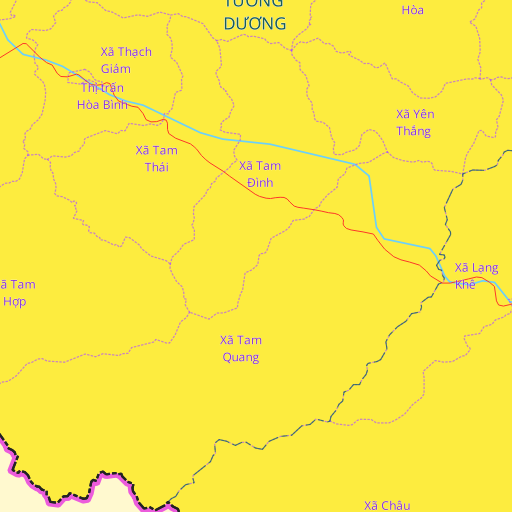 TƯƠNG
DƯƠNG
Hòa
Xã Thạch
Giám
Thị trấn
Hòa Bình
Xã Yên
Thắng
Xã Tam
Thái
Xã Tam
Đình
Xã Lạng
Khê
ã Tam
Hợp
Xã Tam
Quang
Xã Châu